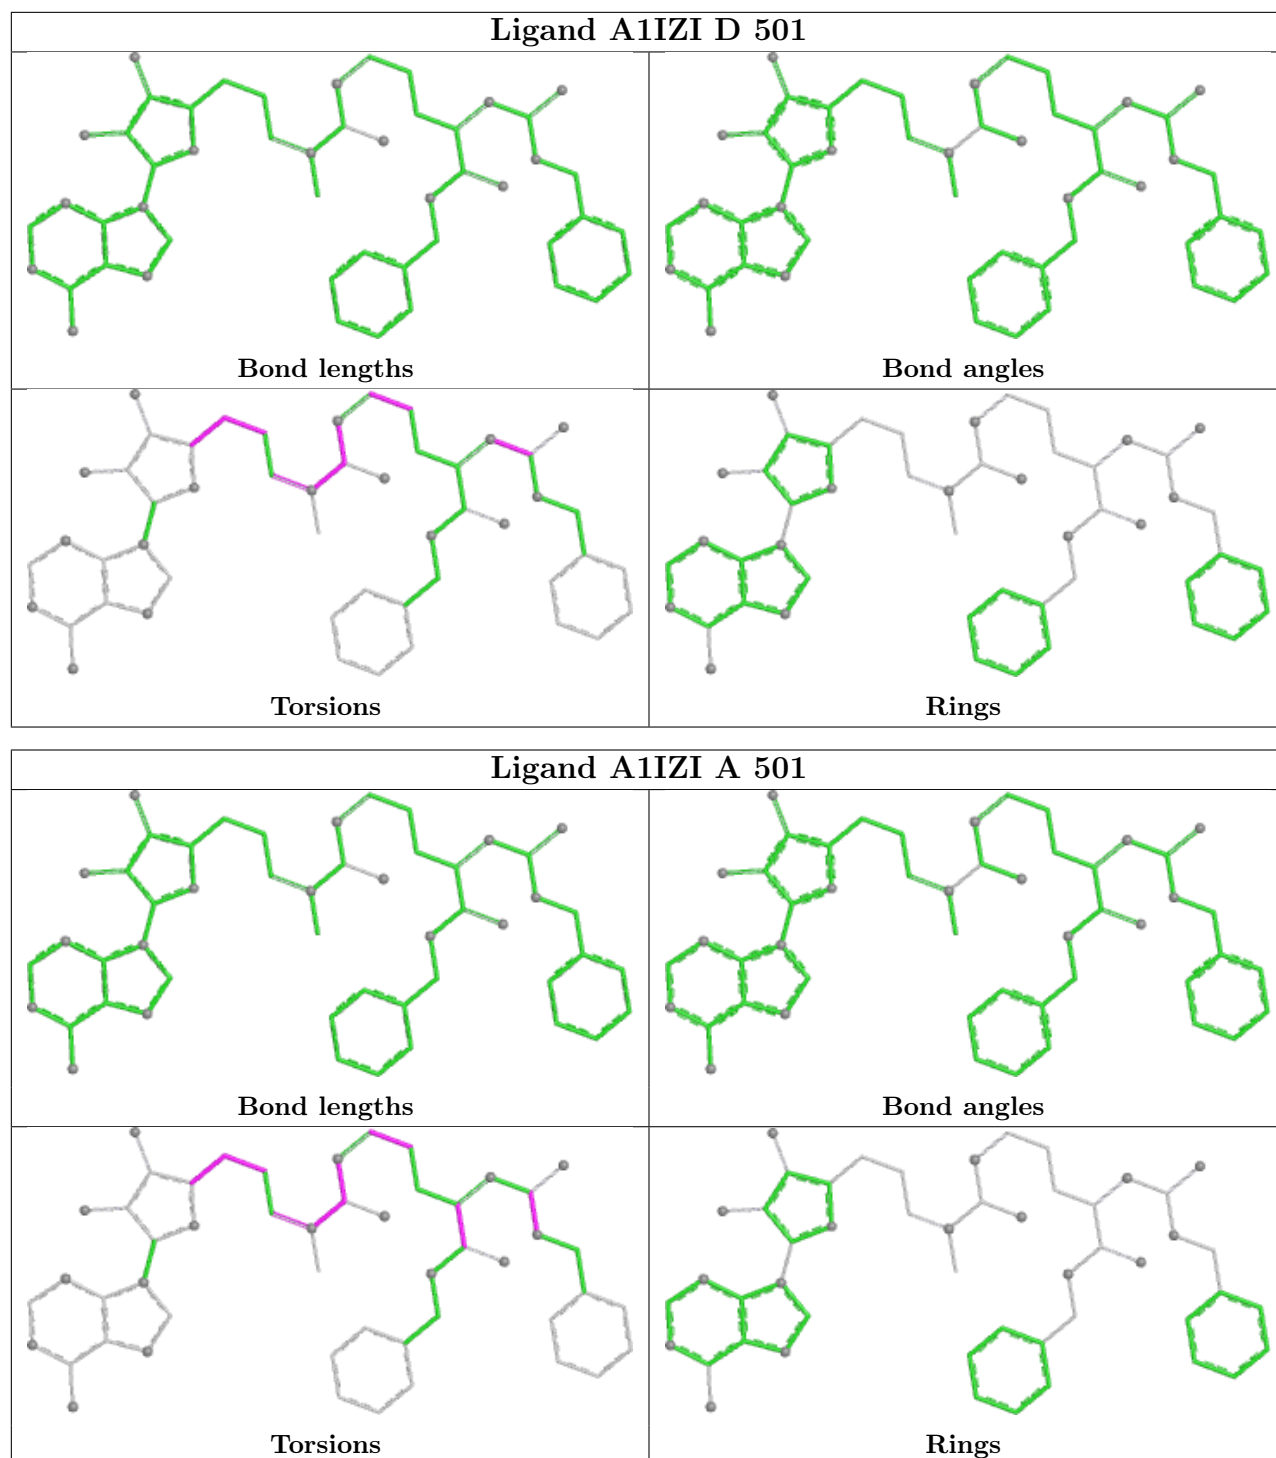 Ligand A1IZI D 501
Bond lengths
Bond angles
Torsions
Rings
Ligand A1IZI A 501
Bond lengths
Bond angles
Torsions
Rings